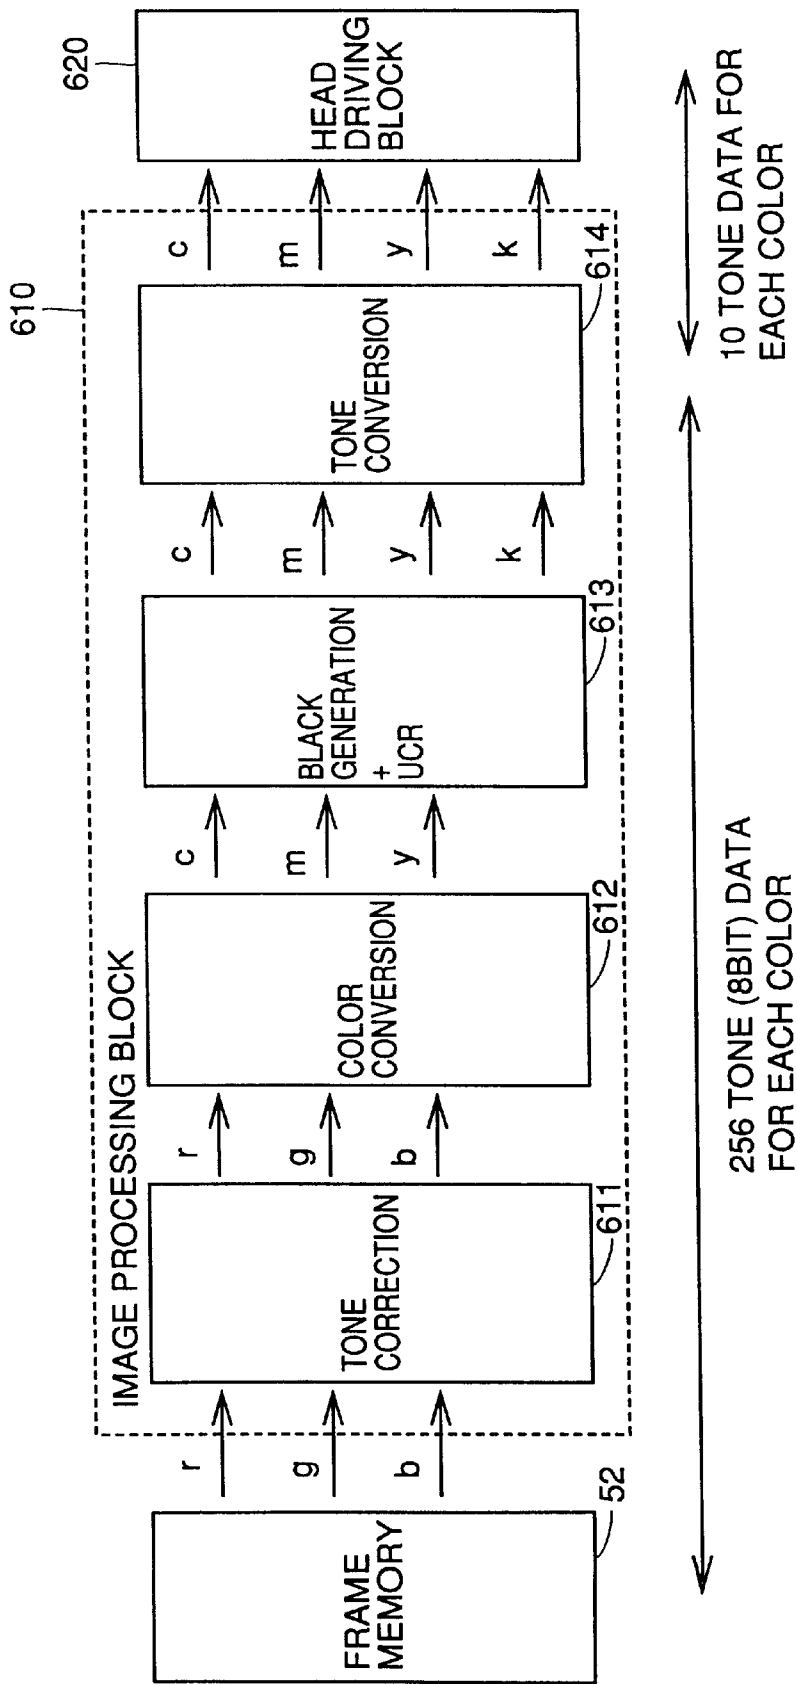 FRAME
MEMORY
52
r
g
b
IMAGE PROCESSING BLOCK
610
TONE
CORRECTION
611
r
g
b
COLOR
CONVERSION
612
c
m
y
BLACK
GENERATION
+
UCR
613
c
m
y
k
TONE
CONVERSION
614
c
m
y
k
HEAD
DRIVING
BLOCK
620
256 TONE (8BIT) DATA
FOR EACH COLOR
10 TONE DATA FOR
EACH COLOR